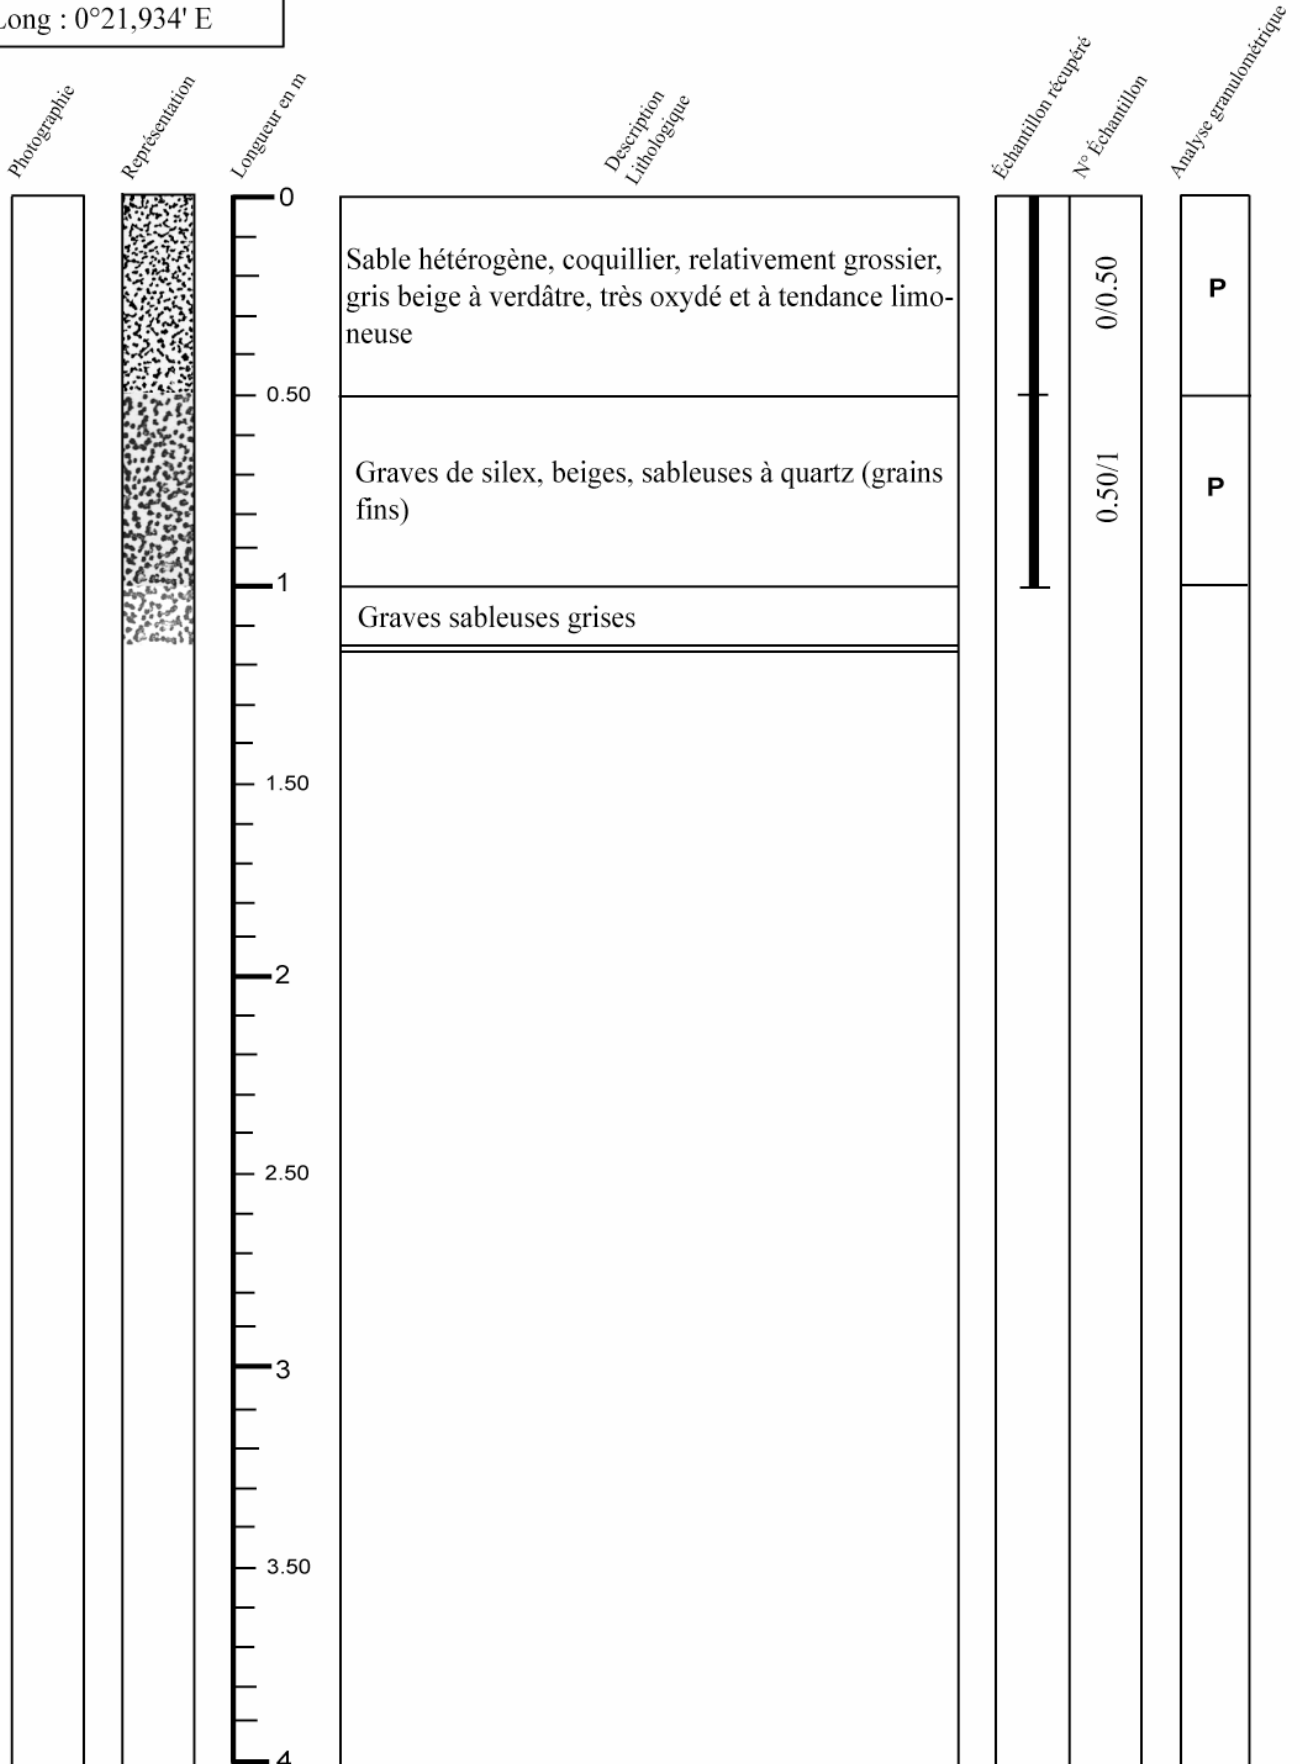 Long : 0°21,934' E
Photographie
Représentation
Longueur en m
Description
Lithologique
Échantillon récupéré
N° Échantillon
Analyse granulométrique
0
Sable hétérogène, coquillier, relativement grossier,
gris beige à verdâtre, très oxydé et à tendance limo-
neuse
0/0.50
P
0.50
Graves de silex, beiges, sableuses à quartz (grains
fins)
0.50/1
P
1
Graves sableuses grises
1.50
2
2.50
3
3.50
4